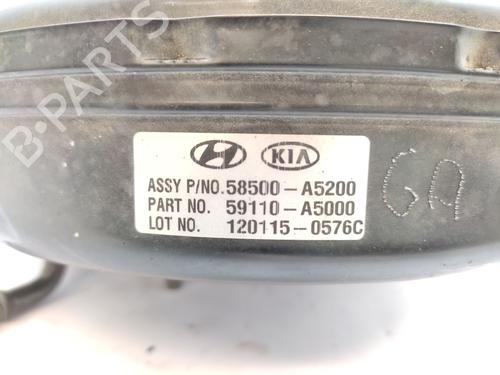 B-PARTS
KIA
ASSY P/NO. 58500-A5200
PART NO. 59110-A5000
LOT NO. 120115-0576C
GA